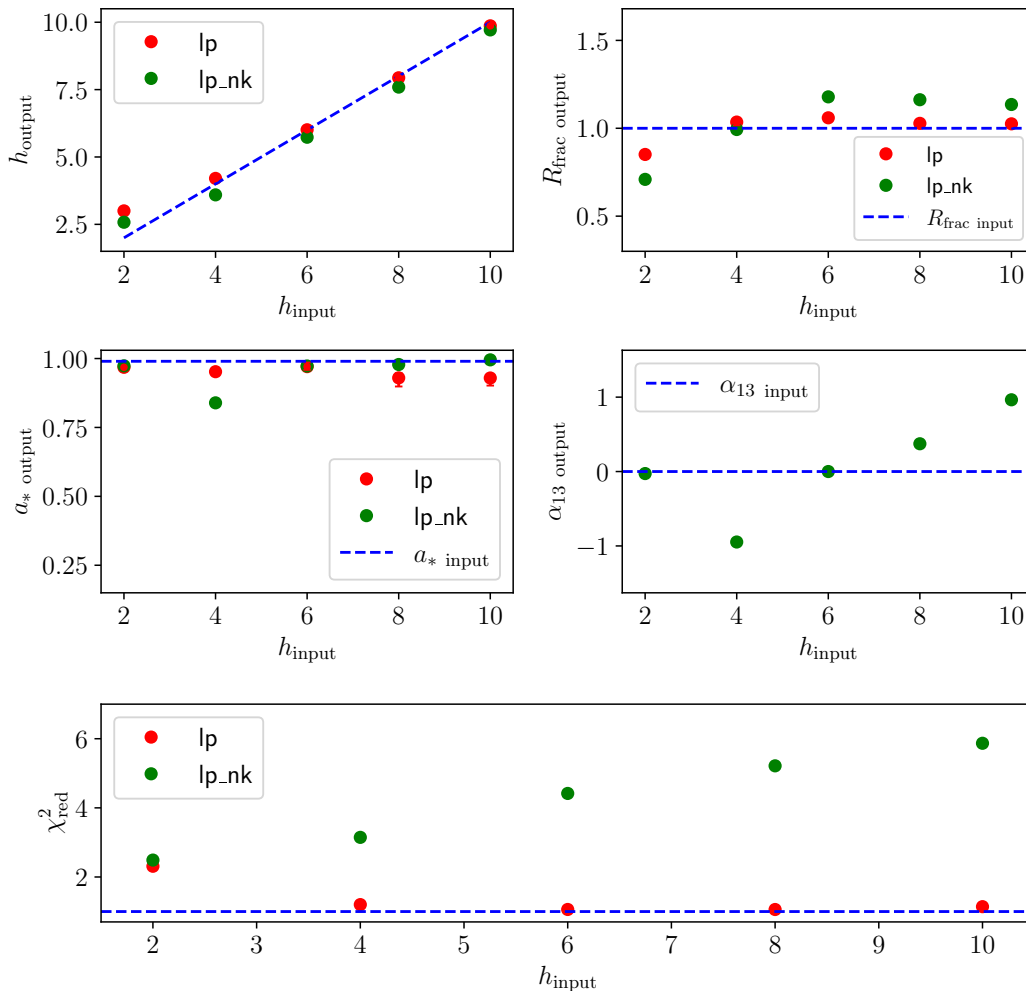 10.0
7.5
5.0
2.5
h_output
lp
lp_nk
2 4 6 8 10
h_input
1.5
1.0
0.5
R_frac output
lp
lp_nk
R_frac input
2 4 6 8 10
h_input
1.00
0.75
0.50
0.25
a_* output
lp
lp_nk
a_* input
2 4 6 8 10
h_input
1
0
−1
α_13 output
α_13 input
2 4 6 8 10
h_input
6
4
2
χ²_red
lp
lp_nk
2 3 4 5 6 7 8 9 10
h_input